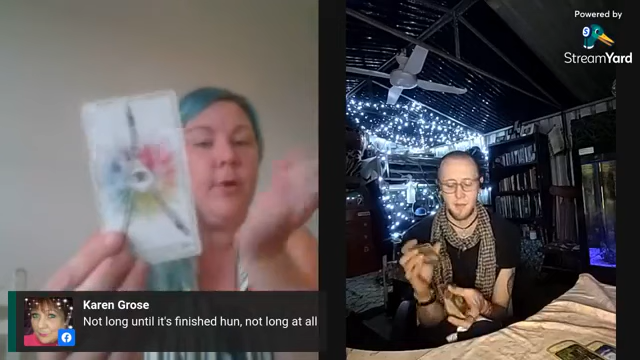 Powered by
StreamYard
Karen Grose
Not long until it's finished hun, not long at all